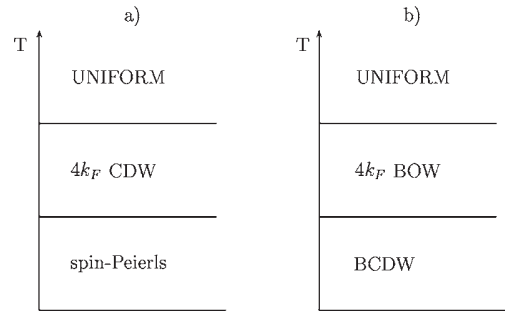 a) b)
T T
UNIFORM UNIFORM
4k_F CDW 4k_F BOW
spin-Peierls BCDW